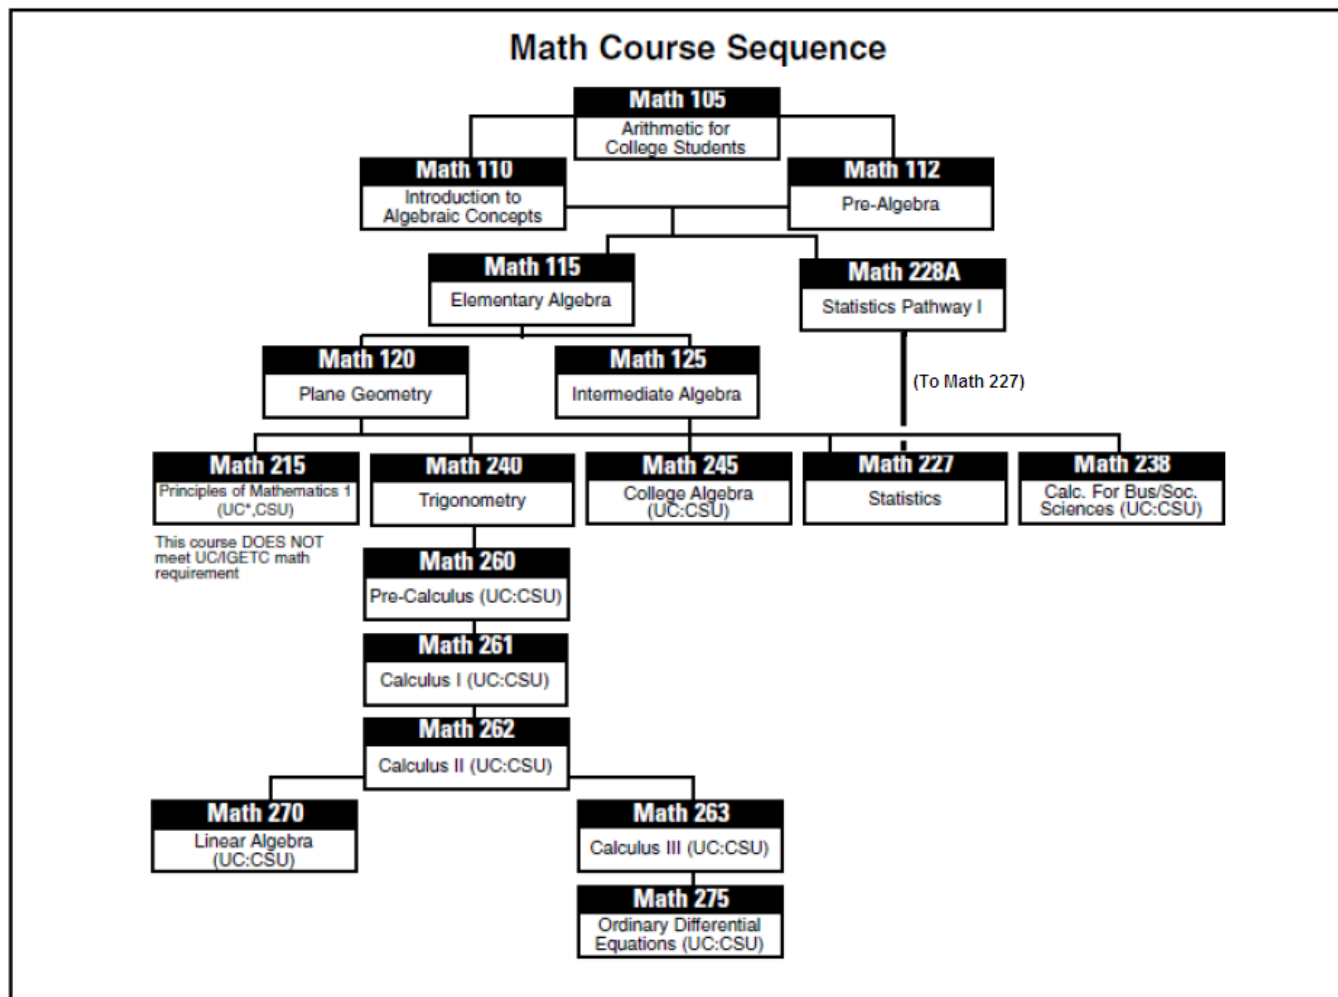 Math Course Sequence
Math 105
Arithmetic for
College Students
Math 110
Introduction to
Algebraic Concepts
Math 112
Pre-Algebra
Math 115
Elementary Algebra
Math 228A
Statistics Pathway I
(To Math 227)
Math 120
Plane Geometry
Math 125
Intermediate Algebra
Math 215
Principles of Mathematics 1
(UC*,CSU)
This course DOES NOT
meet UC/IGETC math
requirement
Math 240
Trigonometry
Math 245
College Algebra
(UC:CSU)
Math 227
Statistics
Math 238
Calc. For Bus/Soc.
Sciences (UC:CSU)
Math 260
Pre-Calculus (UC:CSU)
Math 261
Calculus I (UC:CSU)
Math 262
Calculus II (UC:CSU)
Math 270
Linear Algebra
(UC:CSU)
Math 263
Calculus III (UC:CSU)
Math 275
Ordinary Differential
Equations (UC:CSU)